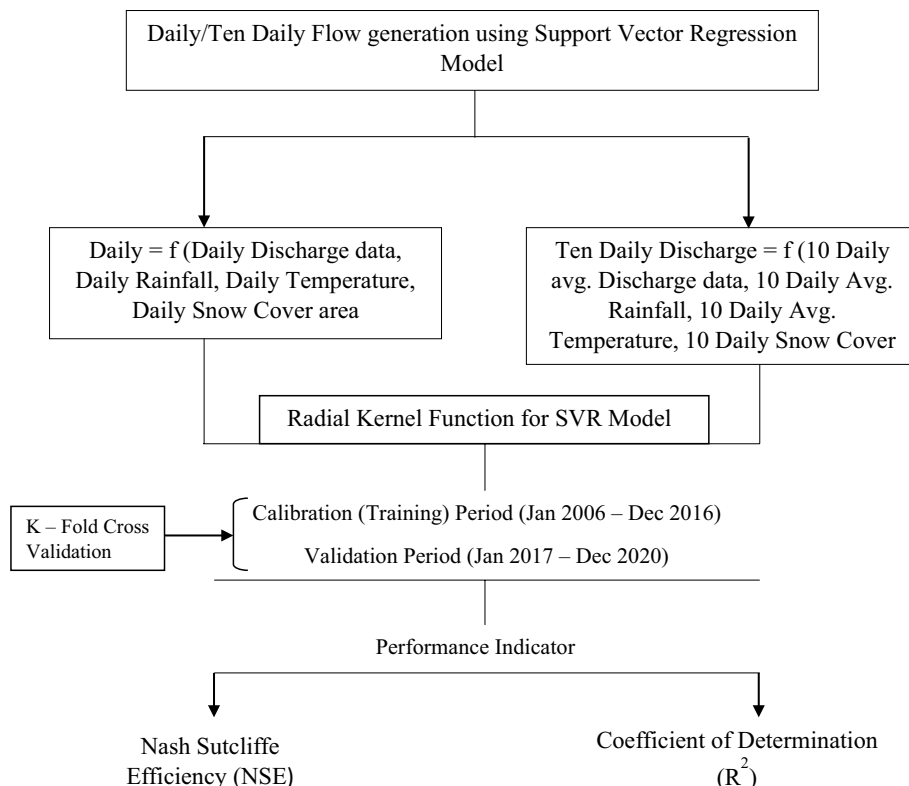 Daily/Ten Daily Flow generation using Support Vector Regression
Model
Daily = f (Daily Discharge data,
Daily Rainfall, Daily Temperature,
Daily Snow Cover area
Ten Daily Discharge = f (10 Daily
avg. Discharge data, 10 Daily Avg.
Rainfall, 10 Daily Avg.
Temperature, 10 Daily Snow Cover
Radial Kernel Function for SVR Model
K – Fold Cross
Validation
Calibration (Training) Period (Jan 2006 – Dec 2016)
Validation Period (Jan 2017 – Dec 2020)
Performance Indicator
Nash Sutcliffe
Efficiency (NSE)
Coefficient of Determination
(R²)